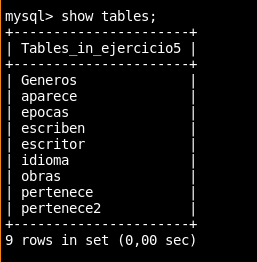 mysql> show tables;
+----------------------+
| Tables_in_ejercicio5 |
+----------------------+
| Generos              |
| aparece              |
| epocas               |
| escriben             |
| escritor             |
| idioma               |
| obras                |
| pertenece            |
| pertenece2           |
+----------------------+
9 rows in set (0,00 sec)